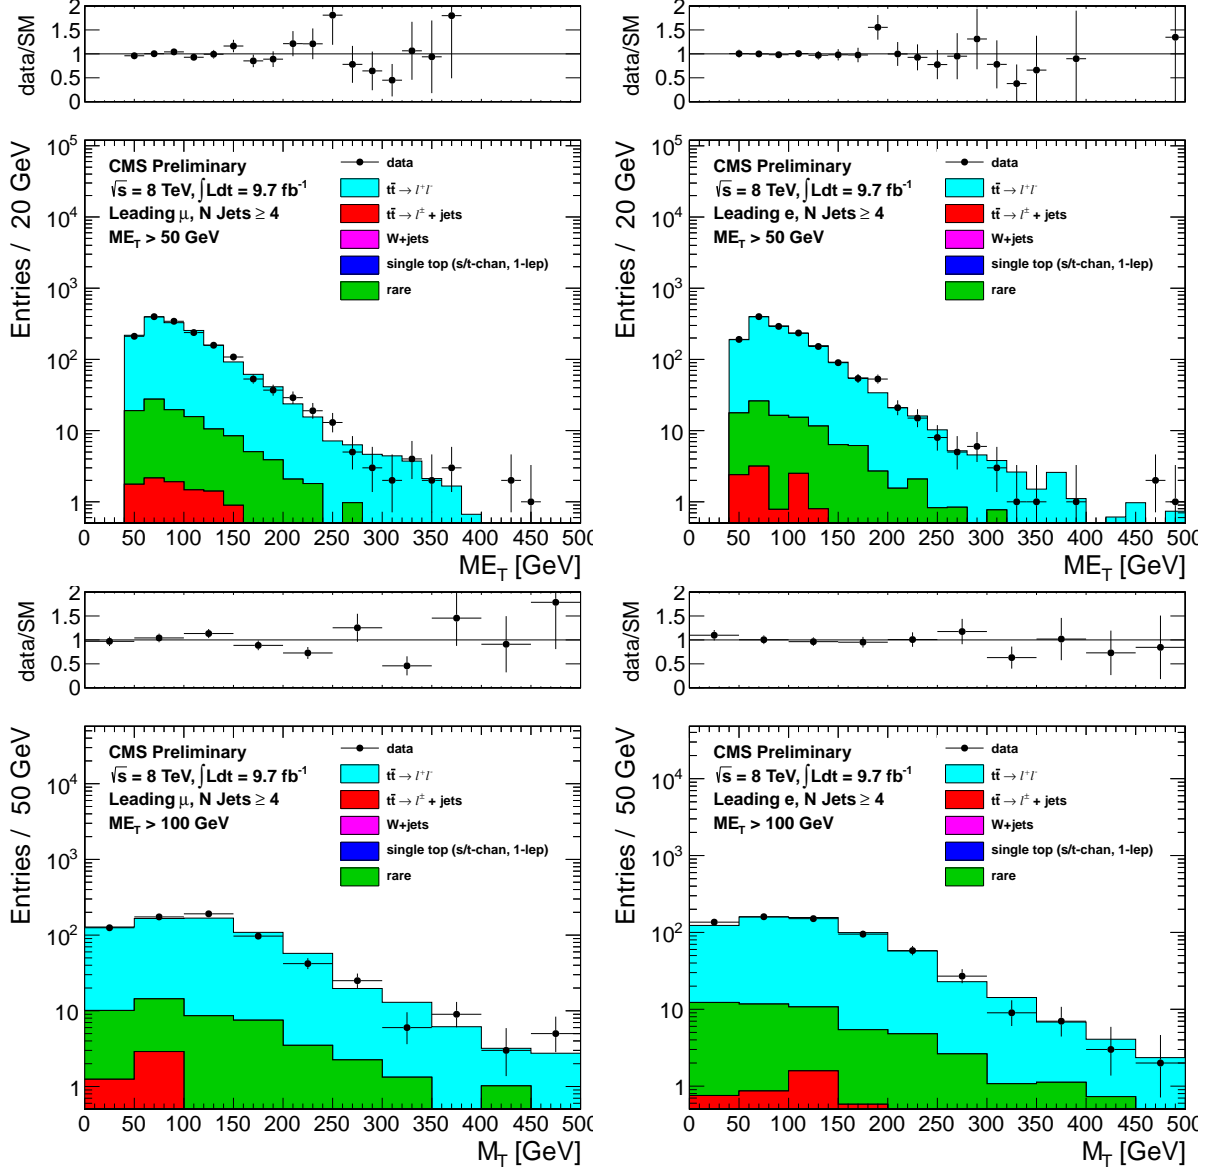 data/SM
2
1.5
1
0.5
0
data/SM
2
1.5
1
0.5
0
Entries / 20 GeV
10⁵
10⁴
10³
10²
10
1
CMS Preliminary
√s = 8 TeV, ∫Ldt = 9.7 fb⁻¹
Leading μ, N Jets ≥ 4
ME_T > 50 GeV
data
tt̄ → l⁺l⁻
tt̄ → l± + jets
W+jets
single top (s/t-chan, 1-lep)
rare
0 50 100 150 200 250 300 350 400 450 500
ME_T [GeV]
Entries / 20 GeV
10⁵
10⁴
10³
10²
10
1
CMS Preliminary
√s = 8 TeV, ∫Ldt = 9.7 fb⁻¹
Leading e, N Jets ≥ 4
ME_T > 50 GeV
data
tt̄ → l⁺l⁻
tt̄ → l± + jets
W+jets
single top (s/t-chan, 1-lep)
rare
0 50 100 150 200 250 300 350 400 450 500
ME_T [GeV]
data/SM
2
1.5
1
0.5
0
data/SM
2
1.5
1
0.5
0
Entries / 50 GeV
10⁴
10³
10²
10
1
CMS Preliminary
√s = 8 TeV, ∫Ldt = 9.7 fb⁻¹
Leading μ, N Jets ≥ 4
ME_T > 100 GeV
data
tt̄ → l⁺l⁻
tt̄ → l± + jets
W+jets
single top (s/t-chan, 1-lep)
rare
0 50 100 150 200 250 300 350 400 450 500
M_T [GeV]
Entries / 50 GeV
10⁴
10³
10²
10
1
CMS Preliminary
√s = 8 TeV, ∫Ldt = 9.7 fb⁻¹
Leading e, N Jets ≥ 4
ME_T > 100 GeV
data
tt̄ → l⁺l⁻
tt̄ → l± + jets
W+jets
single top (s/t-chan, 1-lep)
rare
0 50 100 150 200 250 300 350 400 450 500
M_T [GeV]